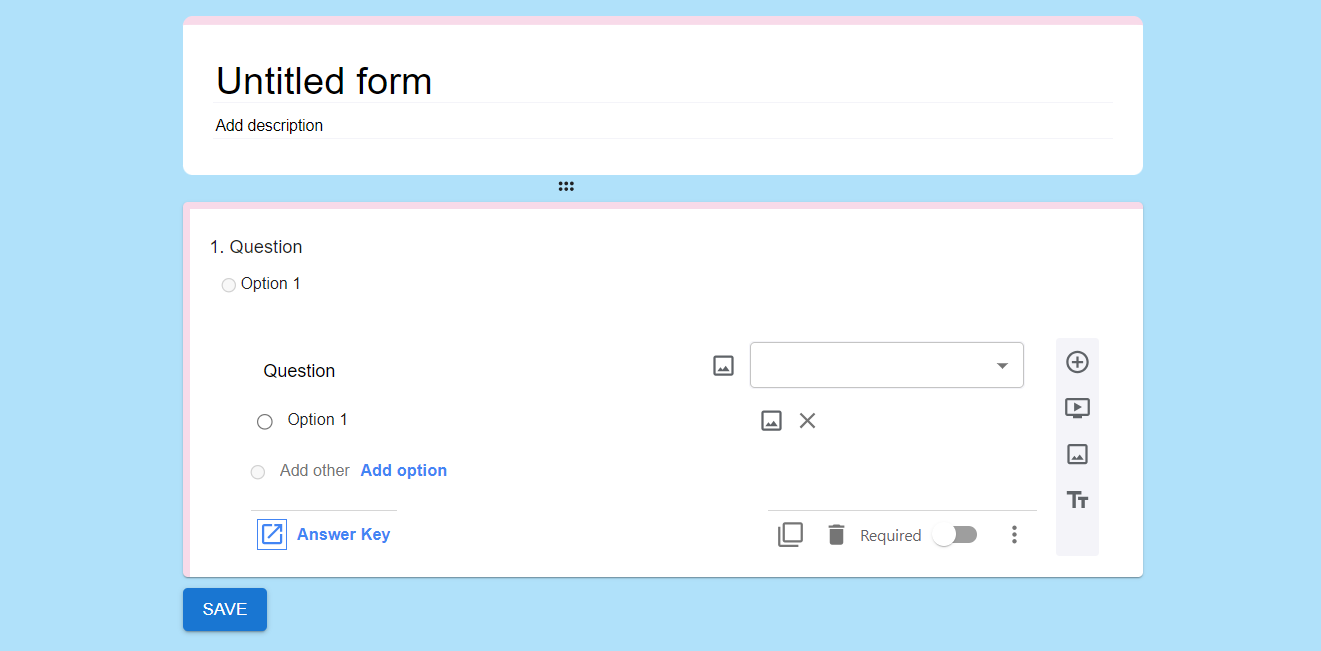 Untitled form
Add description
1. Question
Option 1
Question
Option 1
Add other Add option
Answer Key
Required
SAVE